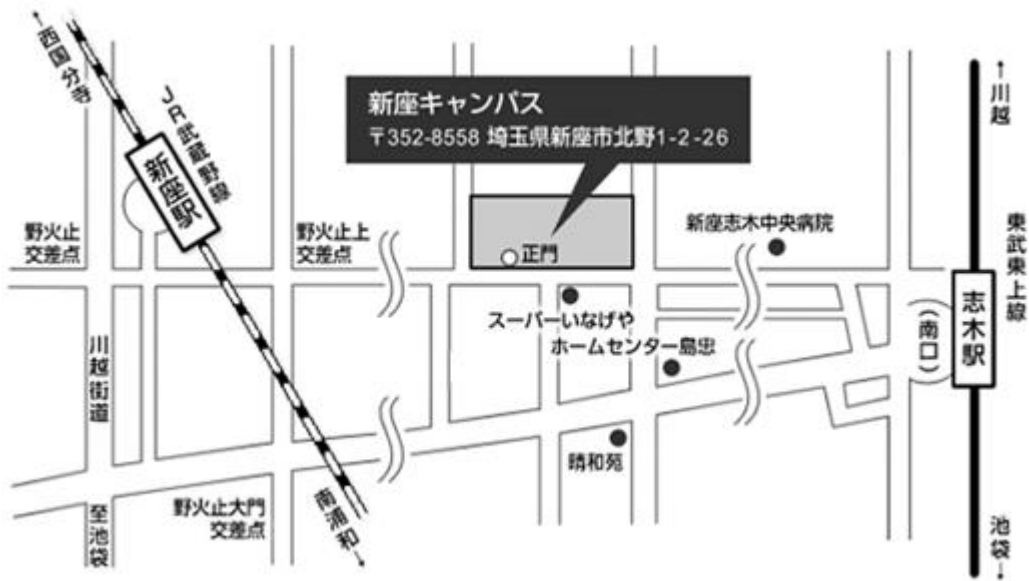 ←西国分寺
JR武蔵野線
新座駅
新座キャンパス
〒352-8558 埼玉県新座市北野1-2-26
←川越
野火止
交差点
野火止上
交差点
正門
新座志木中央病院
東武東上線
志木駅
(南口)
スーパーいなげや
ホームセンター島忠
川越街道
晴和苑
至池袋
野火止大門
交差点
南浦和→
池袋→